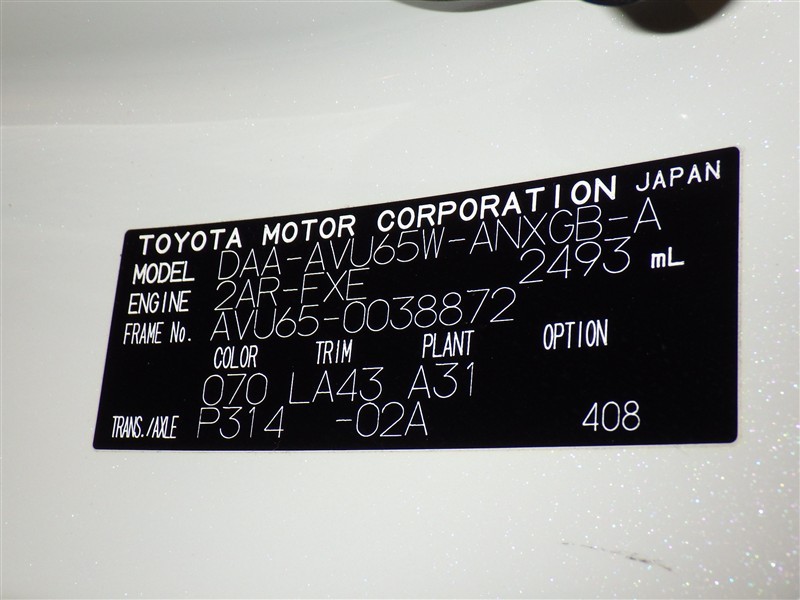 TOYOTA MOTOR CORPORATION JAPAN
MODEL DAA-AVU65W-ANXGB-A
ENGINE 2AR-FXE 2493 mL
FRAME No. AVU65-0038872
COLOR TRIM PLANT OPTION
070 LA43 A31
TRANS./AXLE P314 -02A 408